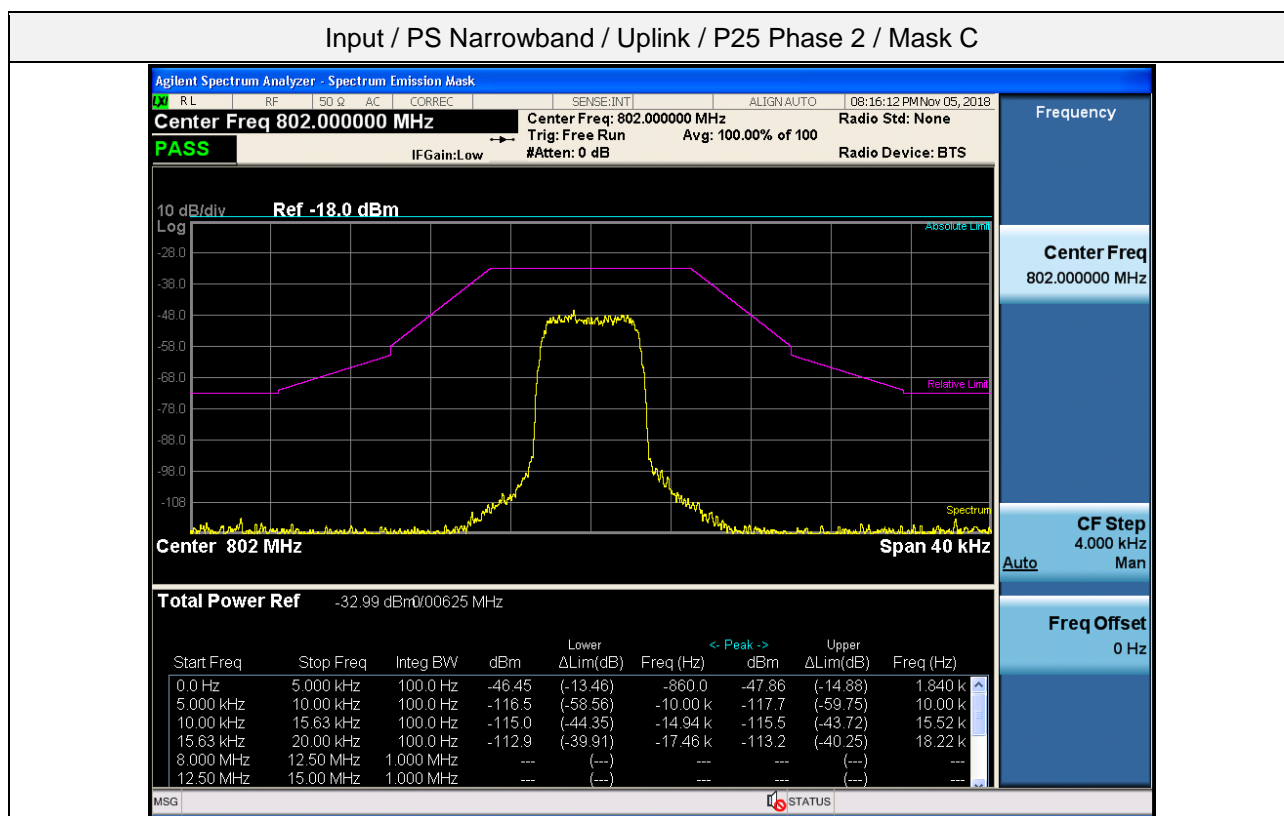 Input / PS Narrowband / Uplink / P25 Phase 2 / Mask C
Agilent Spectrum Analyzer - Spectrum Emission Mask
LXI RL RF 50 Ω AC CORREC SENSE:INT ALIGN AUTO 08:16:12 PM Nov 05, 2018
Center Freq 802.000000 MHz
Center Freq: 802.000000 MHz Radio Std: None
Trig: Free Run Avg: 100.00% of 100
PASS IFGain:Low #Atten: 0 dB Radio Device: BTS
10 dB/div Ref -18.0 dBm
Log
Absolute Limit
-28.0
-38.0
-48.0
-58.0
-68.0
Relative Limit
-78.0
-88.0
-98.0
-108
Spectrum
Center 802 MHz Span 40 kHz
Total Power Ref -32.99 dBm/0.00625 MHz
Lower <- Peak -> Upper
Start Freq Stop Freq Integ BW dBm ΔLim(dB) Freq (Hz) dBm ΔLim(dB) Freq (Hz)
0.0 Hz 5.000 kHz 100.0 Hz -46.45 (-13.46) -860.0 -47.86 (-14.88) 1.840 k
5.000 kHz 10.00 kHz 100.0 Hz -116.5 (-58.56) -10.00 k -117.7 (-59.75) 10.00 k
10.00 kHz 15.63 kHz 100.0 Hz -115.0 (-44.35) -14.94 k -115.5 (-43.72) 15.52 k
15.63 kHz 20.00 kHz 100.0 Hz -112.9 (-39.91) -17.46 k -113.2 (-40.25) 18.22 k
8.000 MHz 12.50 MHz 1.000 MHz --- (---) --- --- (---) ---
12.50 MHz 15.00 MHz 1.000 MHz --- (---) --- --- (---) ---
MSG STATUS
Frequency
Center Freq
802.000000 MHz
CF Step
4.000 kHz
Auto Man
Freq Offset
0 Hz